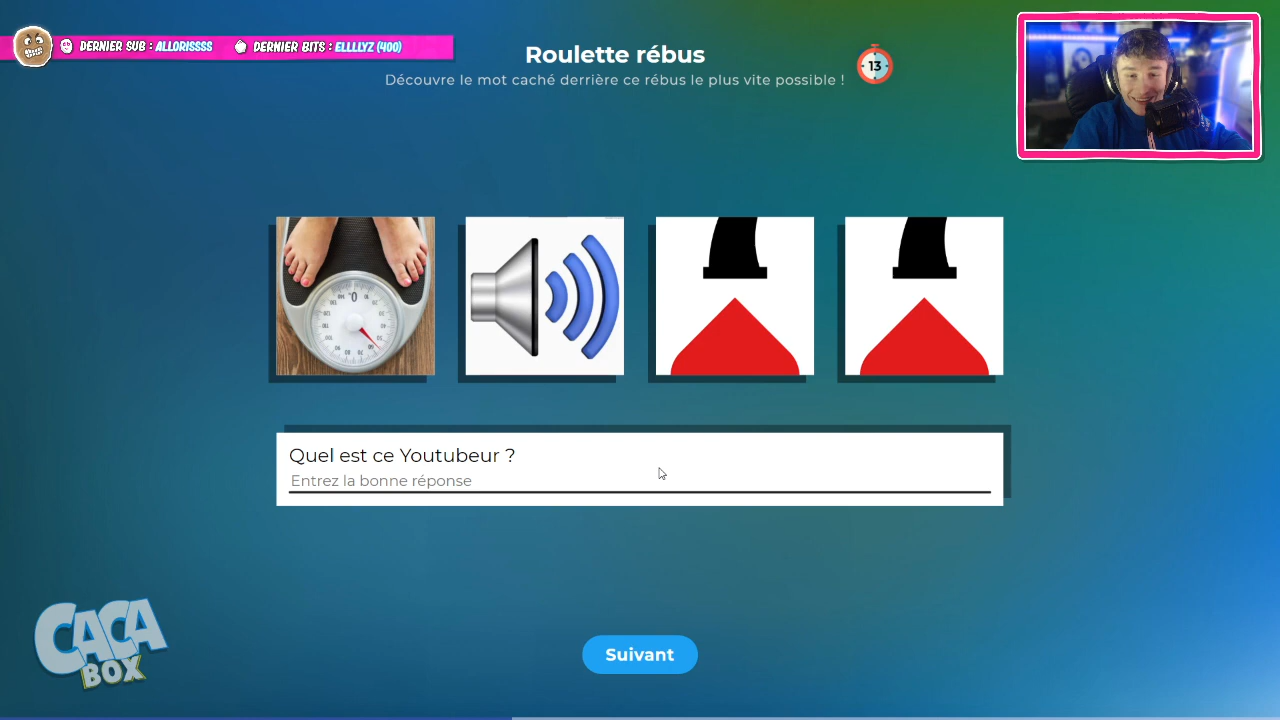 DERNIER SUB : ALLORISSSS
DERNIER BITS : ELLLLYZ (400)
Roulette rébus
13
Découvre le mot caché derrière ce rébus le plus vite possible !
Quel est ce Youtubeur ?
Entrez la bonne réponse
CACA
BOX
Suivant